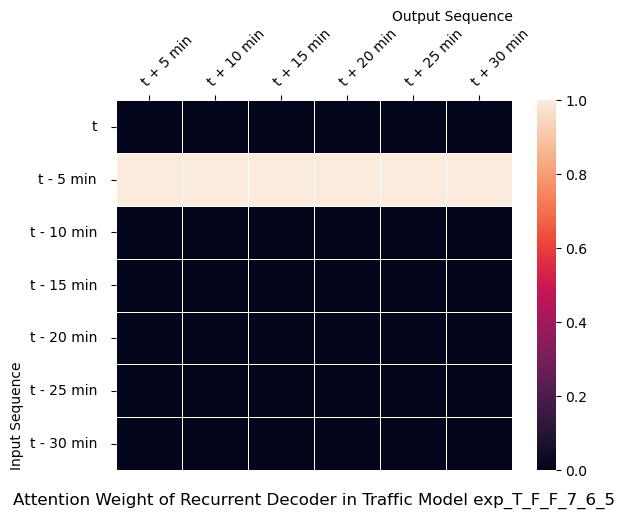 Output Sequence
t + 5 min
t + 10 min
t + 15 min
t + 20 min
t + 25 min
t + 30 min
t
t - 5 min
t - 10 min
t - 15 min
t - 20 min
t - 25 min
t - 30 min
Input Sequence
1.0
0.8
0.6
0.4
0.2
0.0
Attention Weight of Recurrent Decoder in Traffic Model exp_T_F_F_7_6_5